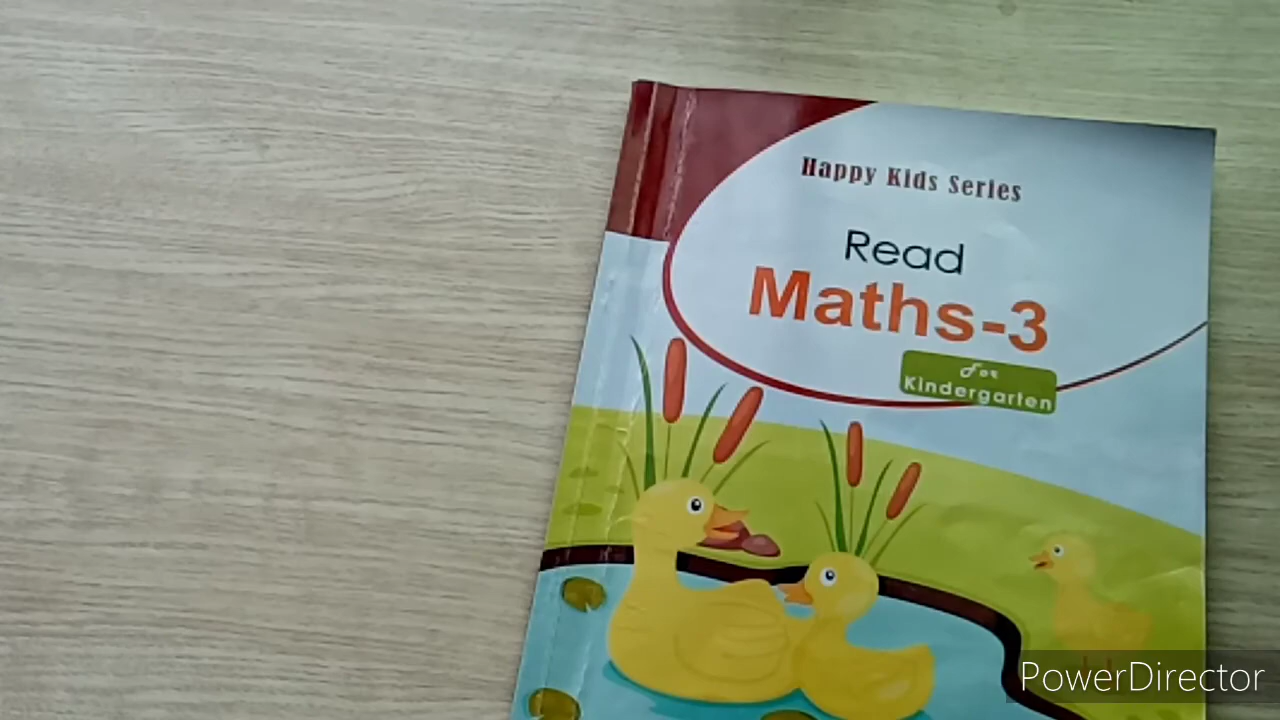 Happy Kids Series
Read
Maths-3
For
Kindergarten
PowerDirector